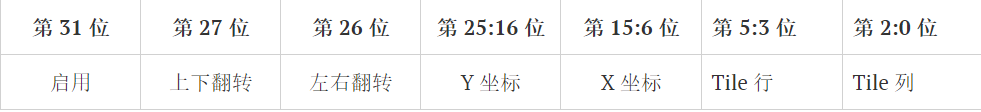 第 31 位 第 27 位 第 26 位 第 25:16 位 第 15:6 位 第 5:3 位 第 2:0 位
启用 上下翻转 左右翻转 Y 坐标 X 坐标 Tile 行 Tile 列